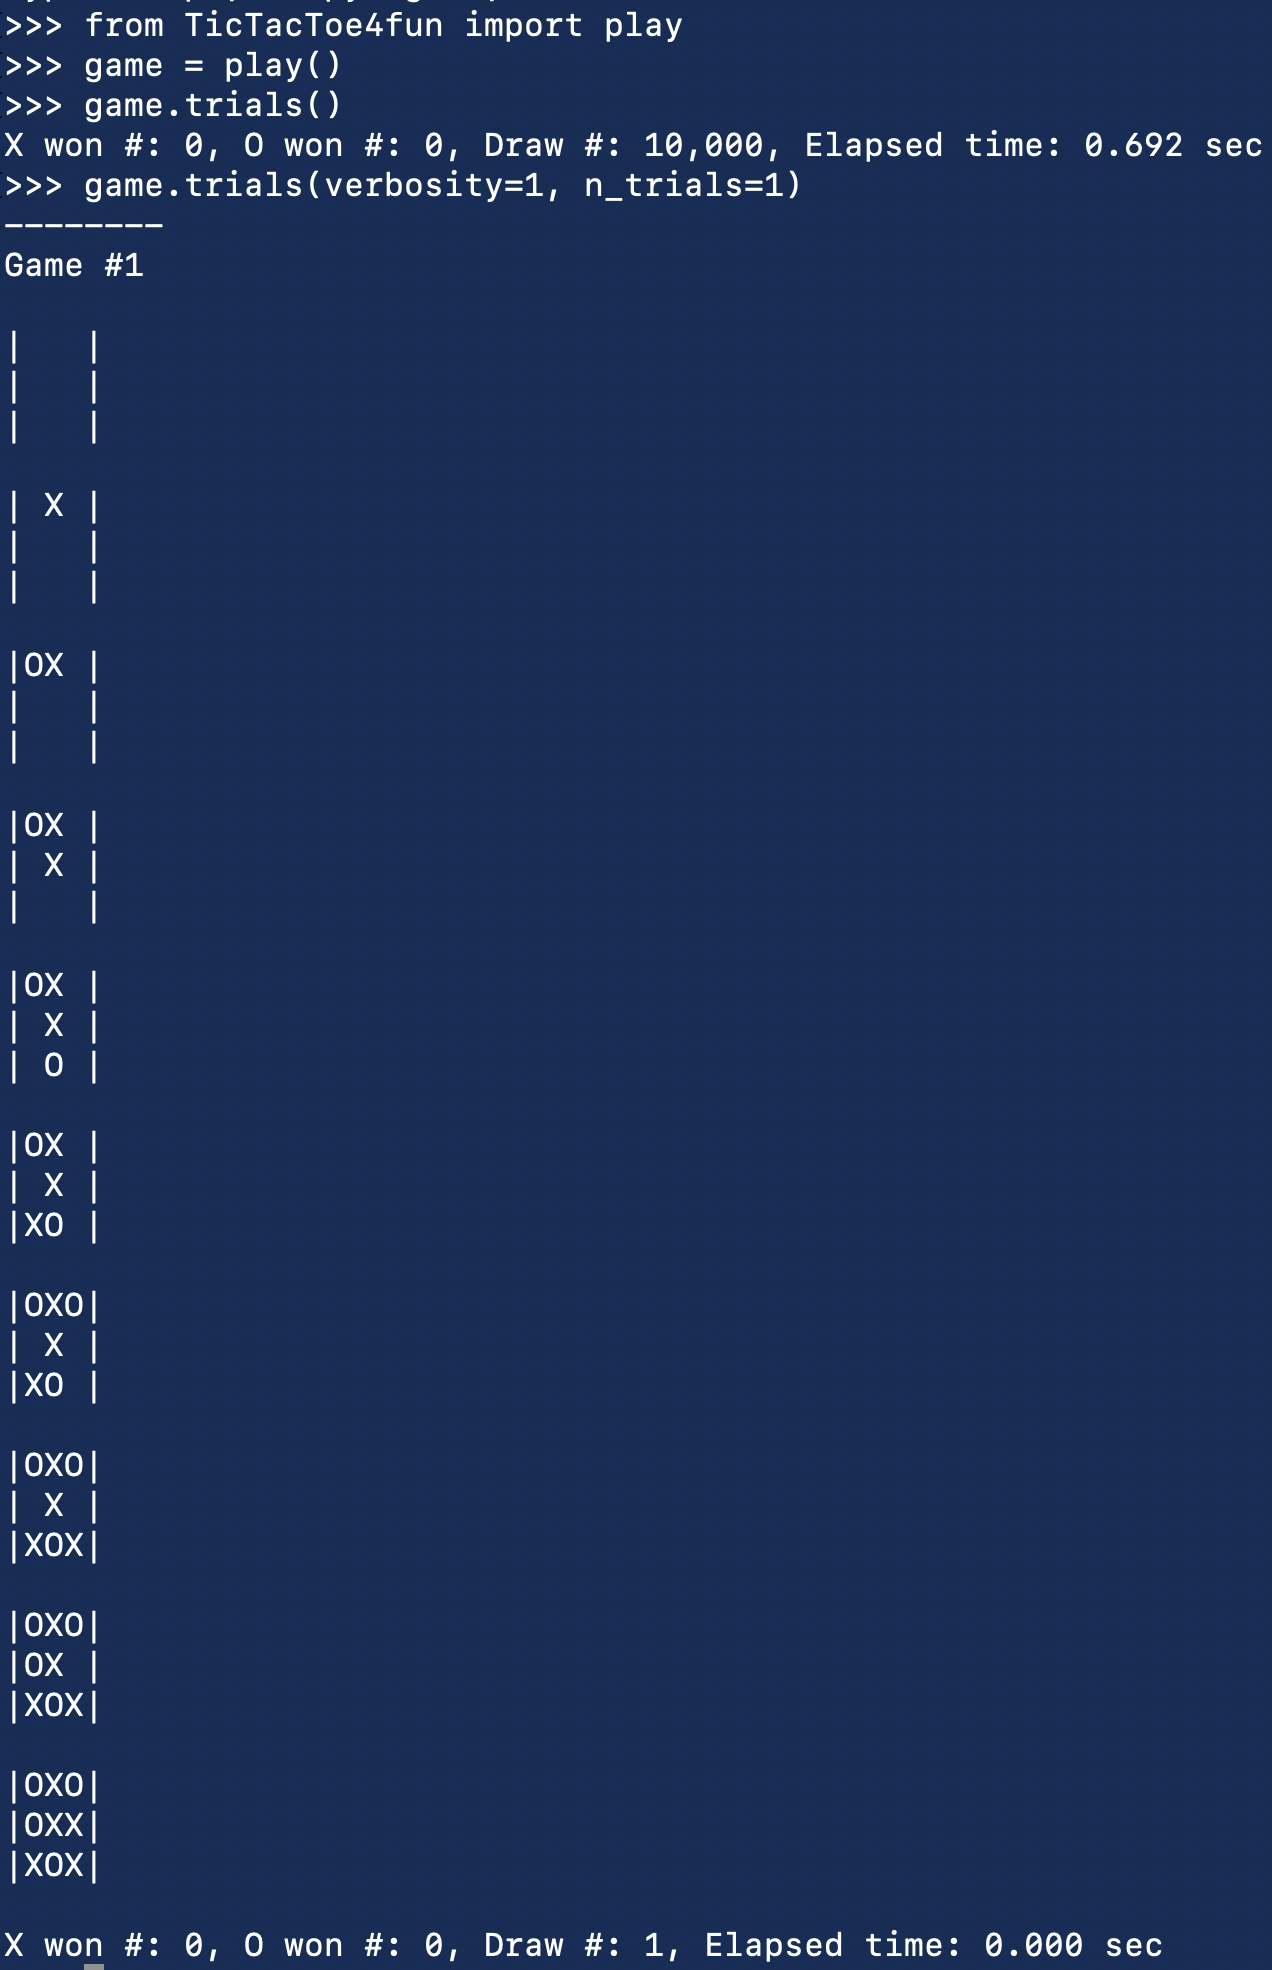 >>> from TicTacToe4fun import play
>>> game = play()
>>> game.trials()
X won #: 0, O won #: 0, Draw #: 10,000, Elapsed time: 0.692 sec
>>> game.trials(verbosity=1, n_trials=1)
--------
Game #1

|   |
|   |
|   |

| X |
|   |
|   |

|OX |
|   |
|   |

|OX |
| X |
|   |

|OX |
| X |
| O |

|OX |
| X |
|XO |

|OXO|
| X |
|XO |

|OXO|
| X |
|XOX|

|OXO|
|OX |
|XOX|

|OXO|
|OXX|
|XOX|

X won #: 0, O won #: 0, Draw #: 1, Elapsed time: 0.000 sec